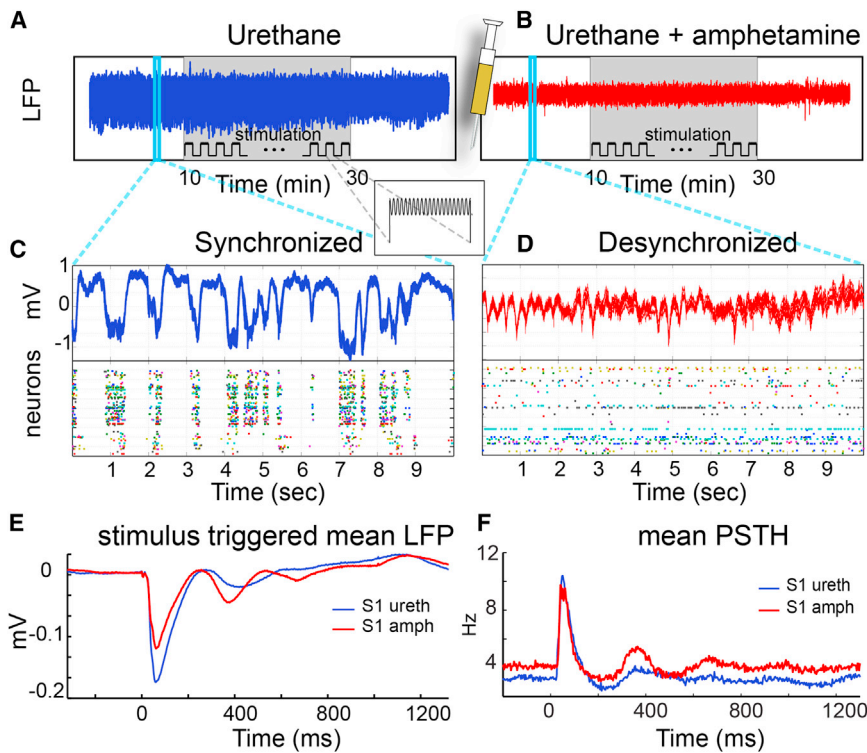 A
Urethane
B
Urethane + amphetamine
LFP
stimulation
stimulation
10
30
10
30
Time (min)
Time (min)
C
Synchronized
D
Desynchronized
1
0
-1
mV
neurons
1 2 3 4 5 6 7 8 9
1 2 3 4 5 6 7 8 9
Time (sec)
Time (sec)
E
stimulus triggered mean LFP
F
mean PSTH
0
-0.1
-0.2
mV
S1 ureth
S1 amph
0 400 800 1200
Time (ms)
12
8
4
Hz
S1 ureth
S1 amph
0 400 800 1200
Time (ms)